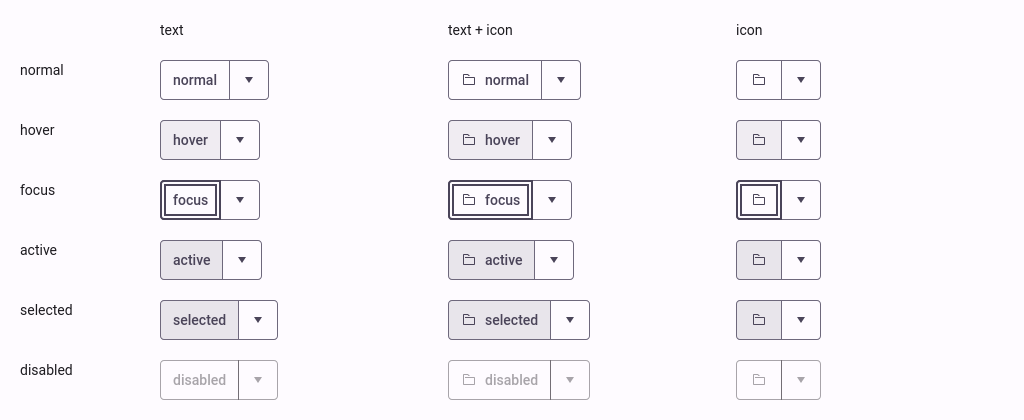 text text + icon icon
normal normal normal
hover hover hover
focus focus focus
active active active
selected selected selected
disabled disabled disabled